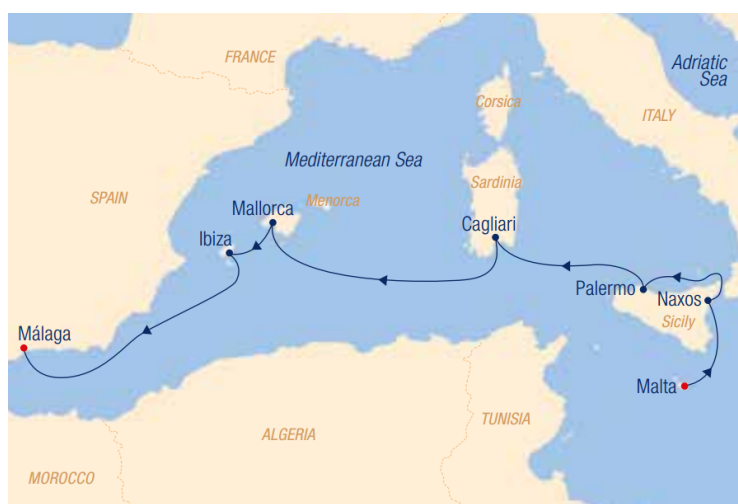 FRANCE
Adriatic
Sea
Corsica
ITALY
Mediterranean Sea
Sardinia
SPAIN
Menorca
Mallorca
Cagliari
Ibiza
Palermo
Naxos
Sicily
Málaga
Malta
TUNISIA
ALGERIA
MOROCCO